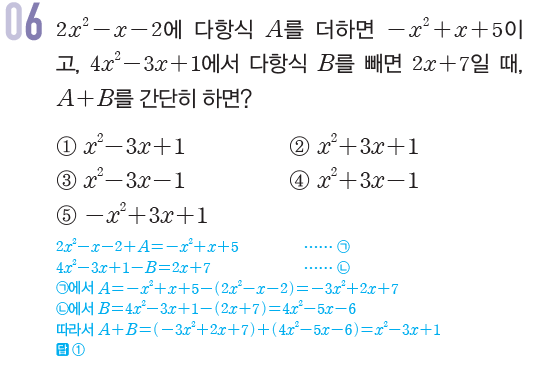 06 2x²-x-2에 다항식 A를 더하면 -x²+x+5이
고, 4x²-3x+1에서 다항식 B를 빼면 2x+7일 때,
A+B를 간단히 하면?
① x²-3x+1 ② x²+3x+1
③ x²-3x-1 ④ x²+3x-1
⑤ -x²+3x+1
2x²-x-2+A=-x²+x+5 ⋯⋯ ㉠
4x²-3x+1-B=2x+7 ⋯⋯ ㉡
㉠에서 A=-x²+x+5-(2x²-x-2)=-3x²+2x+7
㉡에서 B=4x²-3x+1-(2x+7)=4x²-5x-6
따라서 A+B=(-3x²+2x+7)+(4x²-5x-6)=x²-3x+1
답 ①